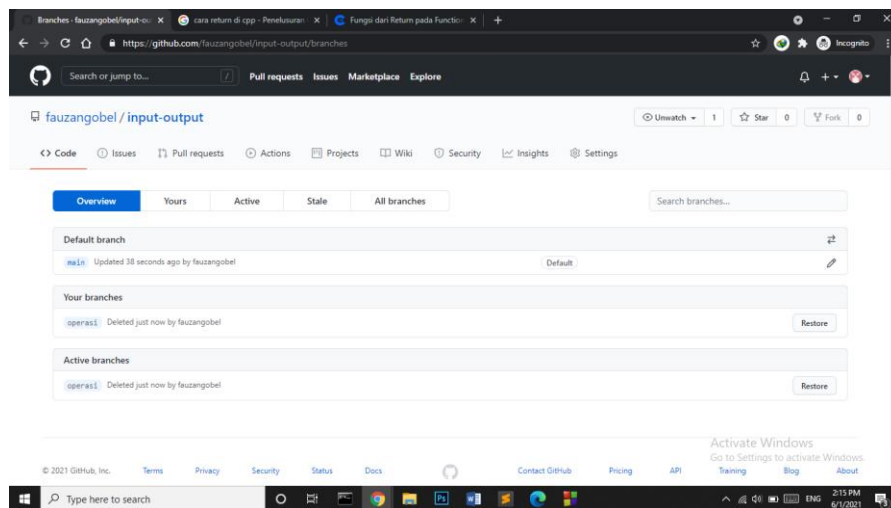 Branches · fauzangobel/input-ou
cara return di cpp - Penelusuran
Fungsi dari Return pada Function
https://github.com/fauzangobel/input-output/branches
Incognito
Search or jump to... /
Pull requests Issues Marketplace Explore
fauzangobel / input-output
Unwatch 1 Star 0 Fork 0
<> Code Issues Pull requests Actions Projects Wiki Security Insights Settings
Overview Yours Active Stale All branches
Search branches...
Default branch
main Updated 38 seconds ago by fauzangobel Default
Your branches
operasi Deleted just now by fauzangobel Restore
Active branches
operasi Deleted just now by fauzangobel Restore
Activate Windows
Go to Settings to activate Windows.
© 2021 GitHub, Inc. Terms Privacy Security Status Docs Contact GitHub Pricing API Training Blog About
Type here to search
ENG
2:15 PM
6/1/2021